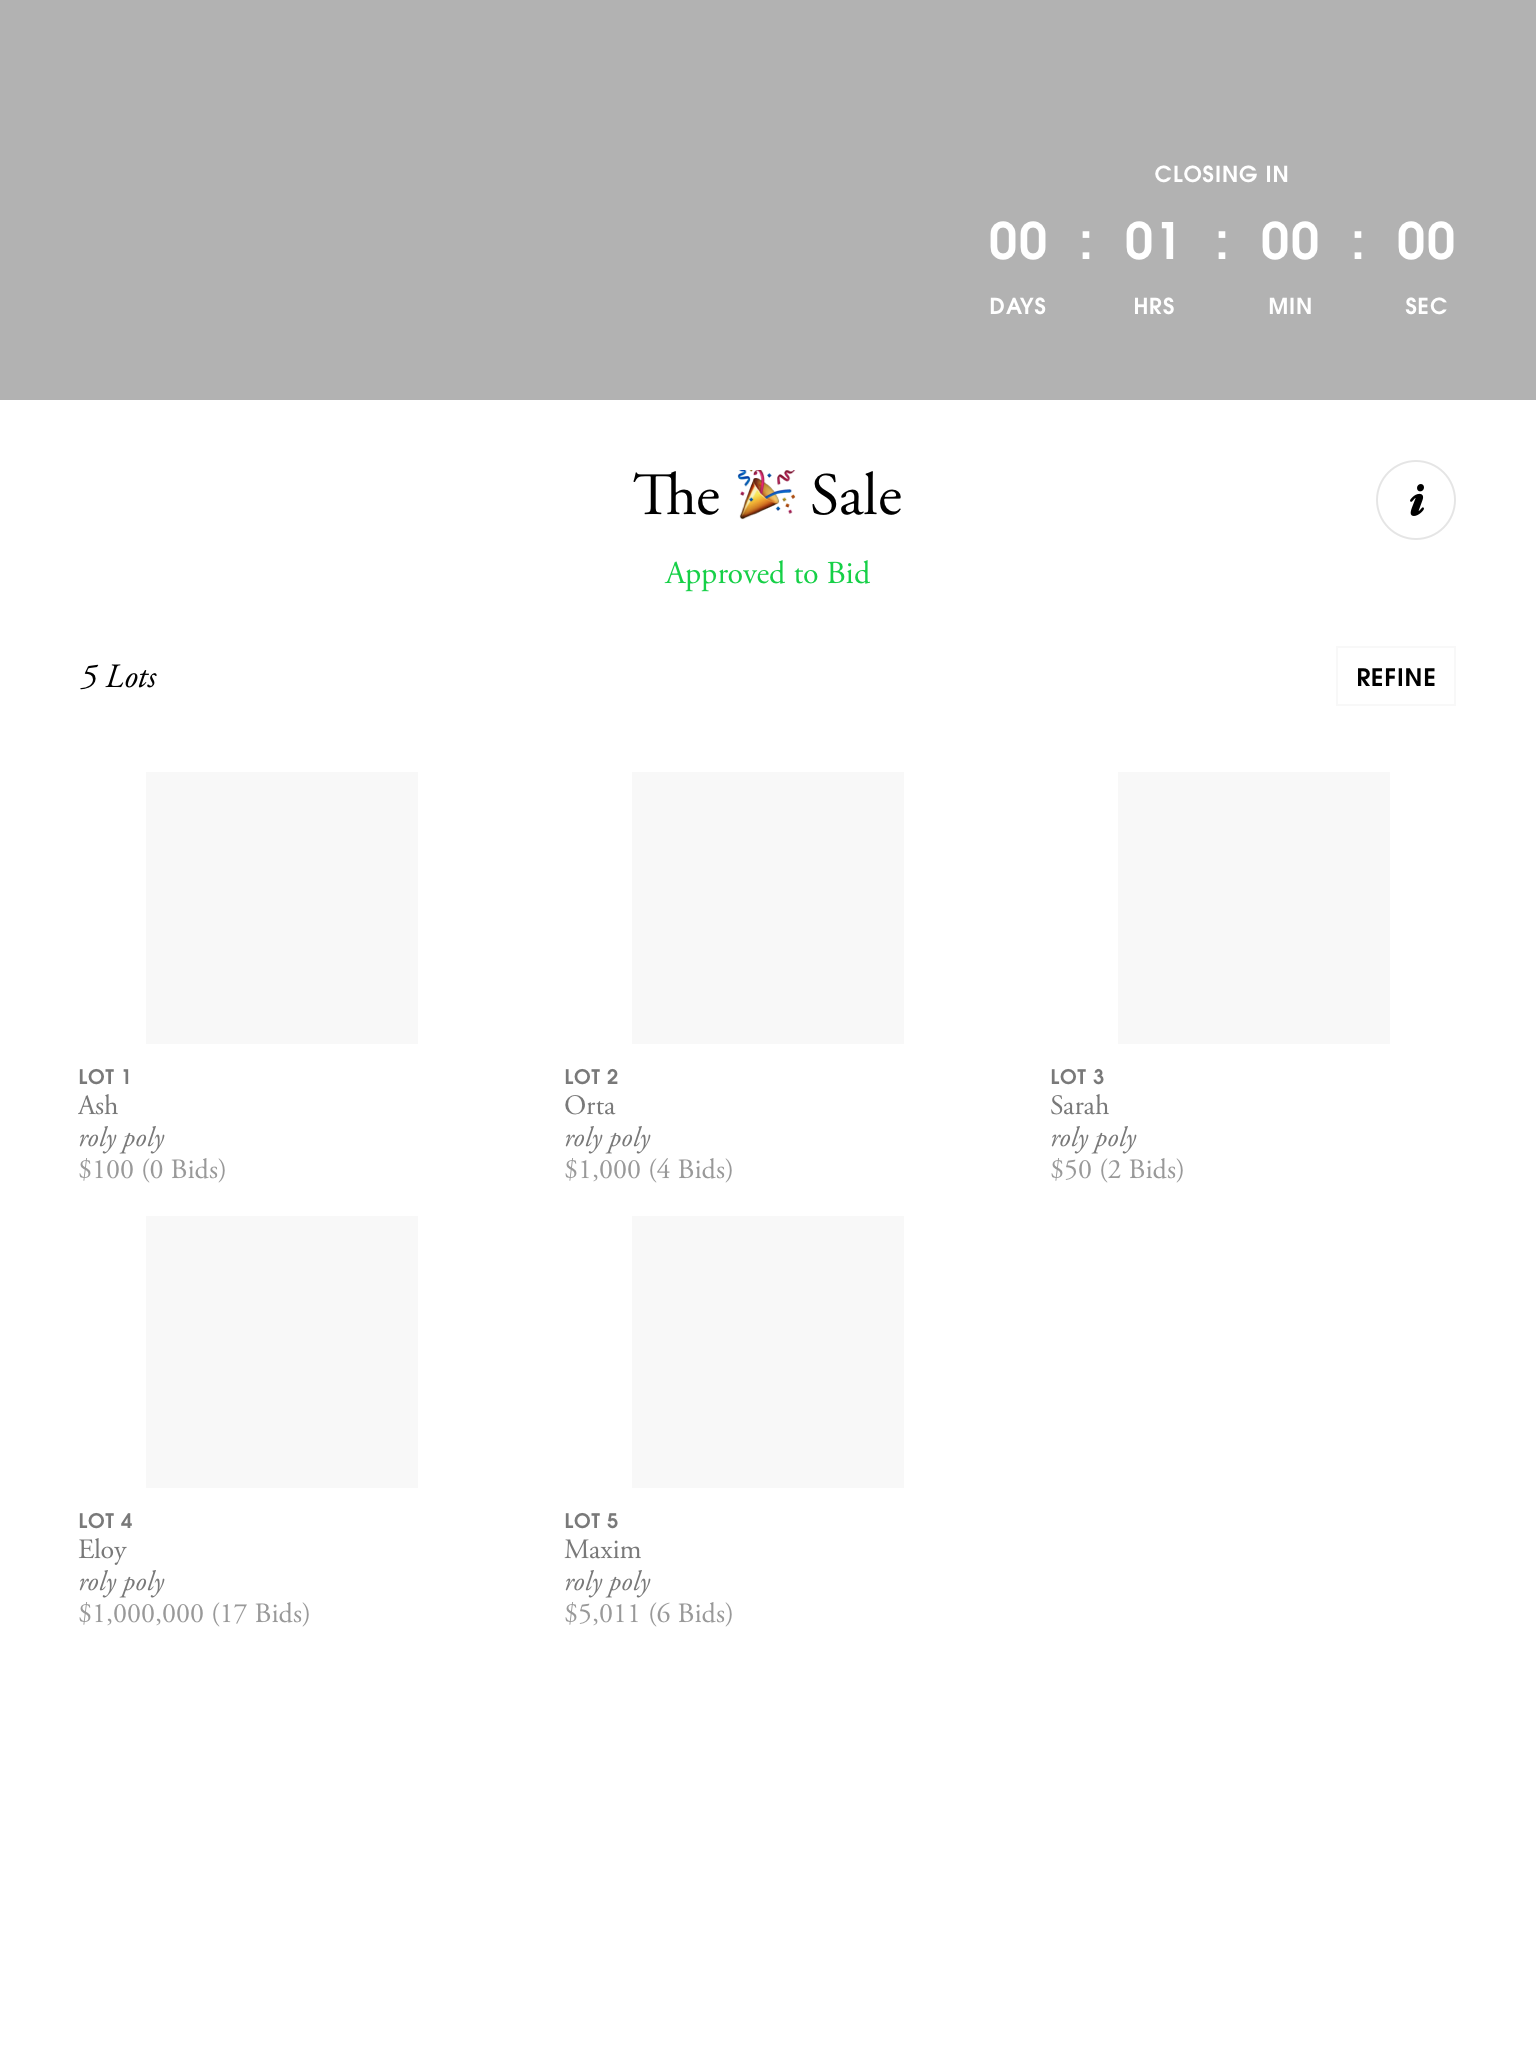 CLOSING IN
00 : 01 : 00 : 00
DAYS HRS MIN SEC
The 🎉 Sale
i
Approved to Bid
5 Lots
REFINE
LOT 1
Ash
roly poly
$100 (0 Bids)
LOT 2
Orta
roly poly
$1,000 (4 Bids)
LOT 3
Sarah
roly poly
$50 (2 Bids)
LOT 4
Eloy
roly poly
$1,000,000 (17 Bids)
LOT 5
Maxim
roly poly
$5,011 (6 Bids)